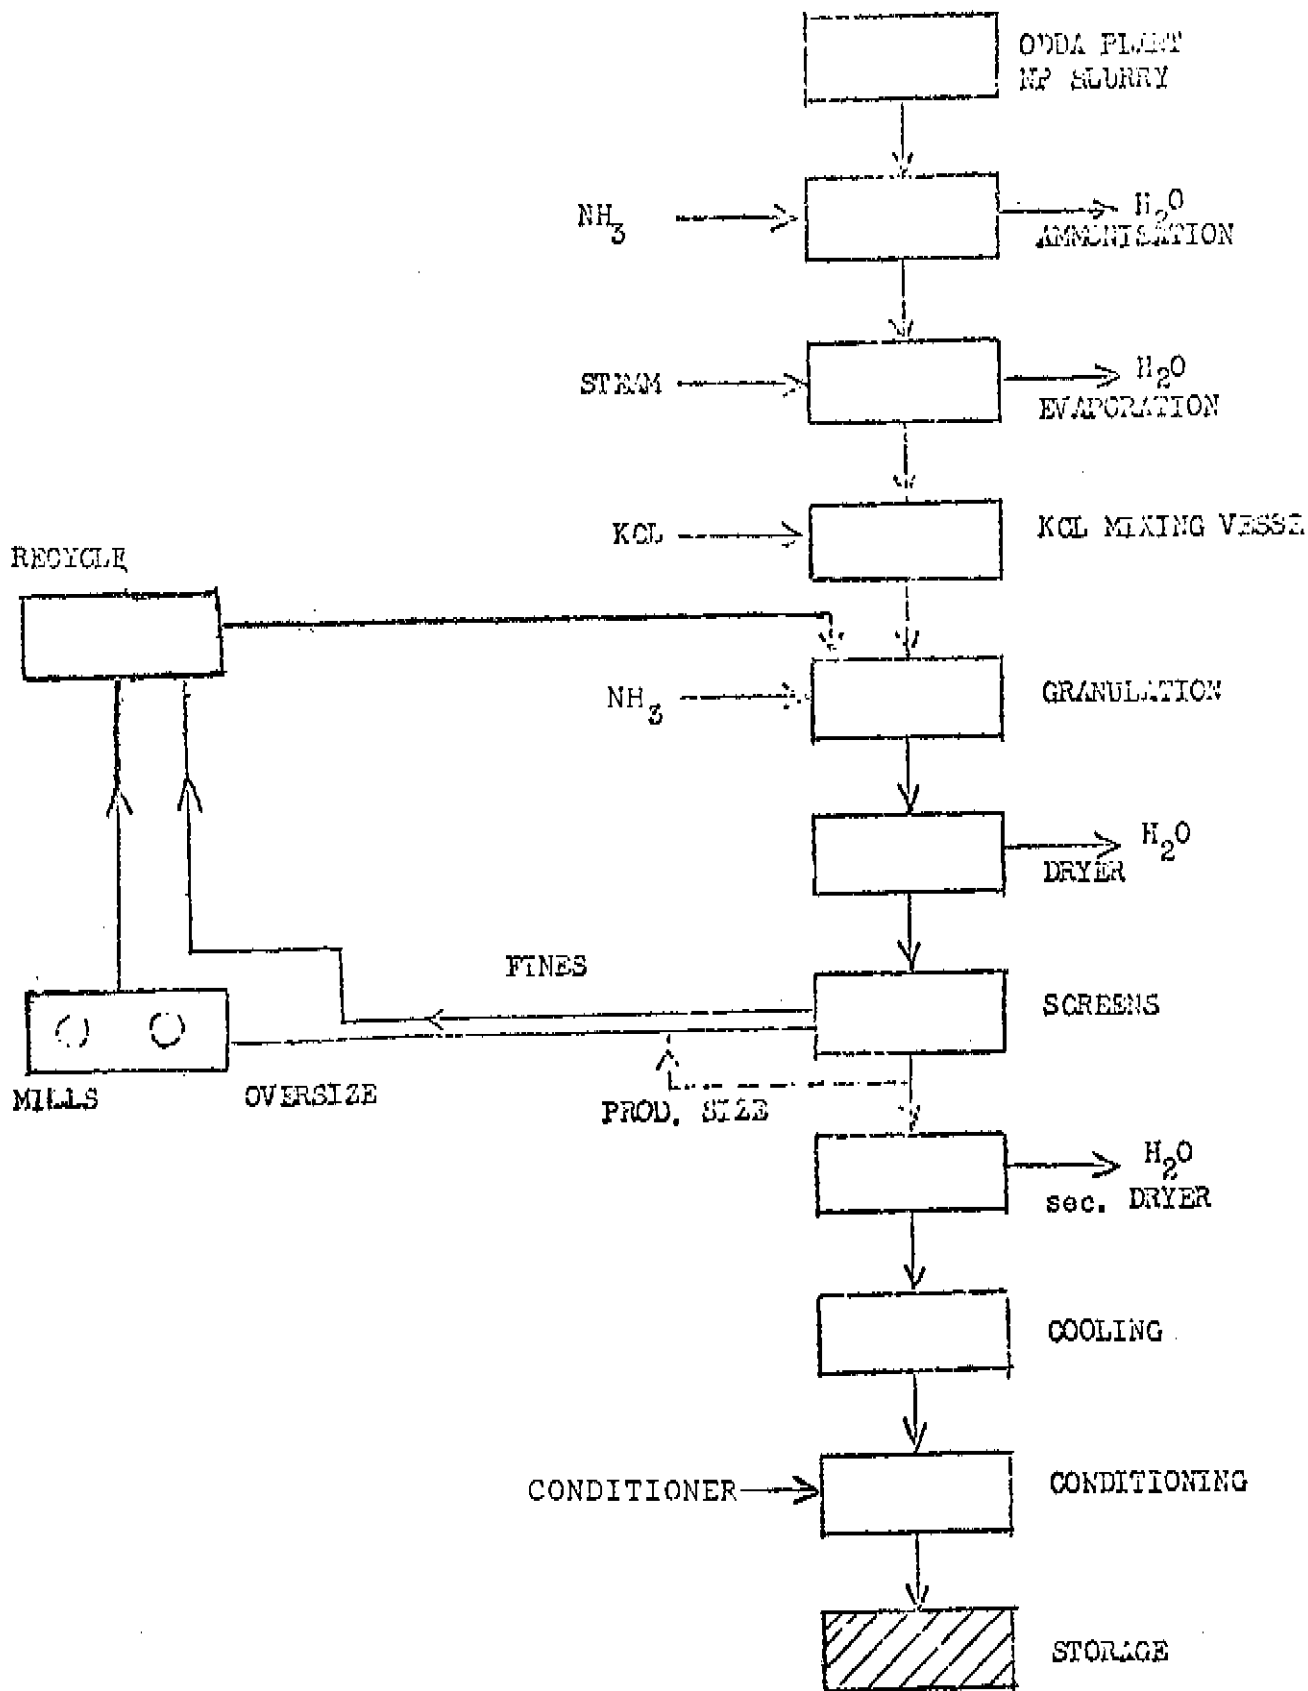 ODDA PLANT
NP SLURRY
NH3
H2O
AMMONISATION
STEAM
H2O
EVAPORATION
KCL
KCL MIXING VESSE
RECYCLE
NH3
GRANULATION
H2O
DRYER
FINES
SCREENS
MILLS
OVERSIZE
PROD. SIZE
H2O
sec. DRYER
COOLING
CONDITIONER
CONDITIONING
STORAGE